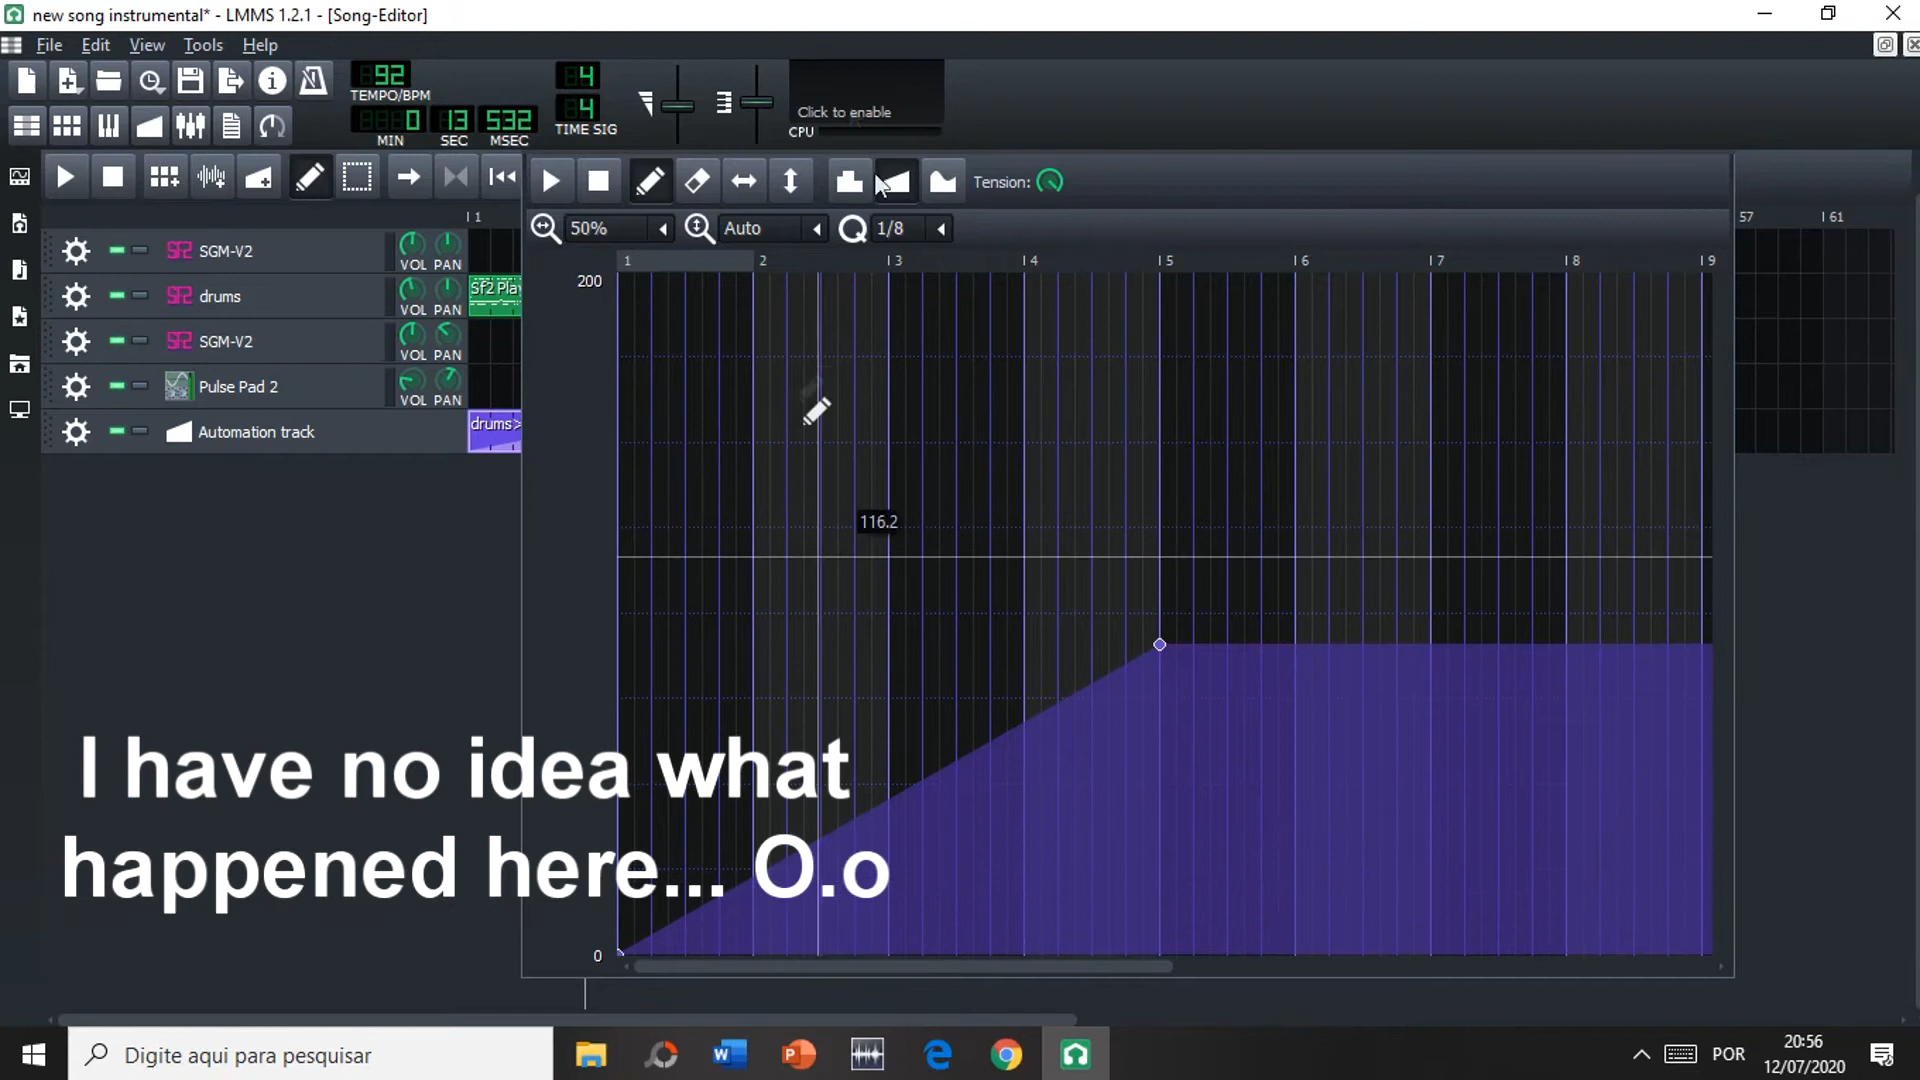 new song instrumental* - LMMS 1.2.1 - [Song-Editor]
File Edit View Tools Help
92
TEMPO/BPM
0 13 532
MIN SEC MSEC
4
4
TIME SIG
Click to enable
CPU
Tension:
50% Auto Q 1/8
1
57 61
1 2 3 4 5 6 7 8 9
200
SGM-V2 VOL PAN
drums VOL PAN
Sf2 Play
SGM-V2 VOL PAN
Pulse Pad 2 VOL PAN
Automation track
drums>
116.2
0
I have no idea what
happened here... O.o
Digite aqui para pesquisar
POR
20:56
12/07/2020